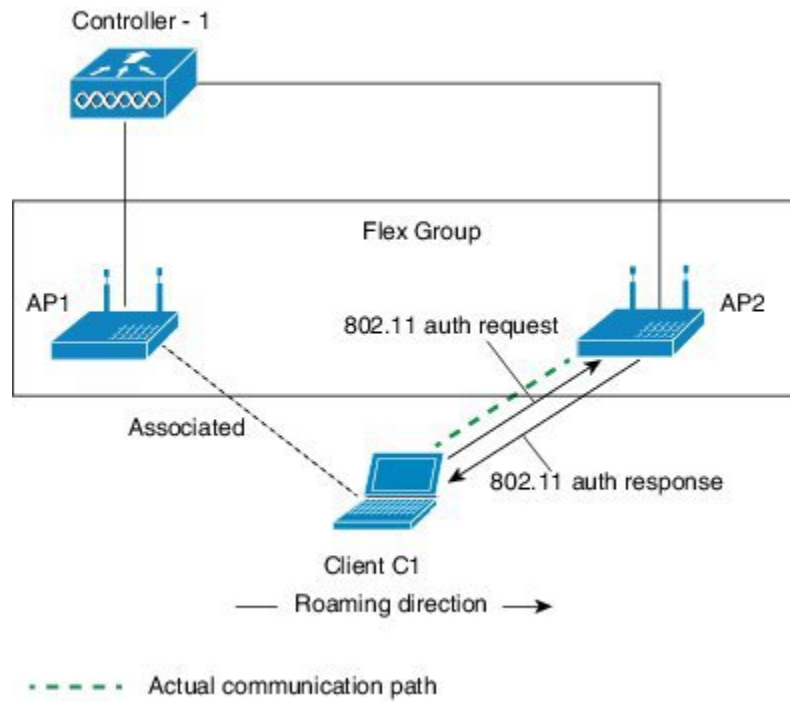 Controller - 1
Flex Group
AP1
AP2
802.11 auth request
Associated
802.11 auth response
Client C1
Roaming direction
Actual communication path